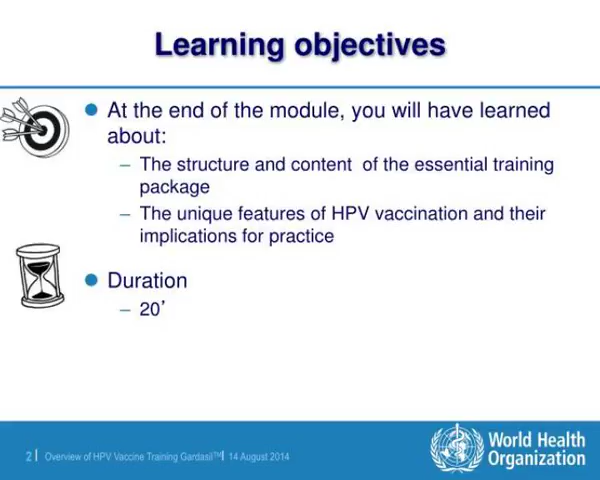 Learning objectives
● At the end of the module, you will have learned
about:
– The structure and content of the essential training
package
– The unique features of HPV vaccination and their
implications for practice
● Duration
– 20’
2 | Overview of HPV Vaccine Training Gardasil™| 14 August 2014
World Health
Organization